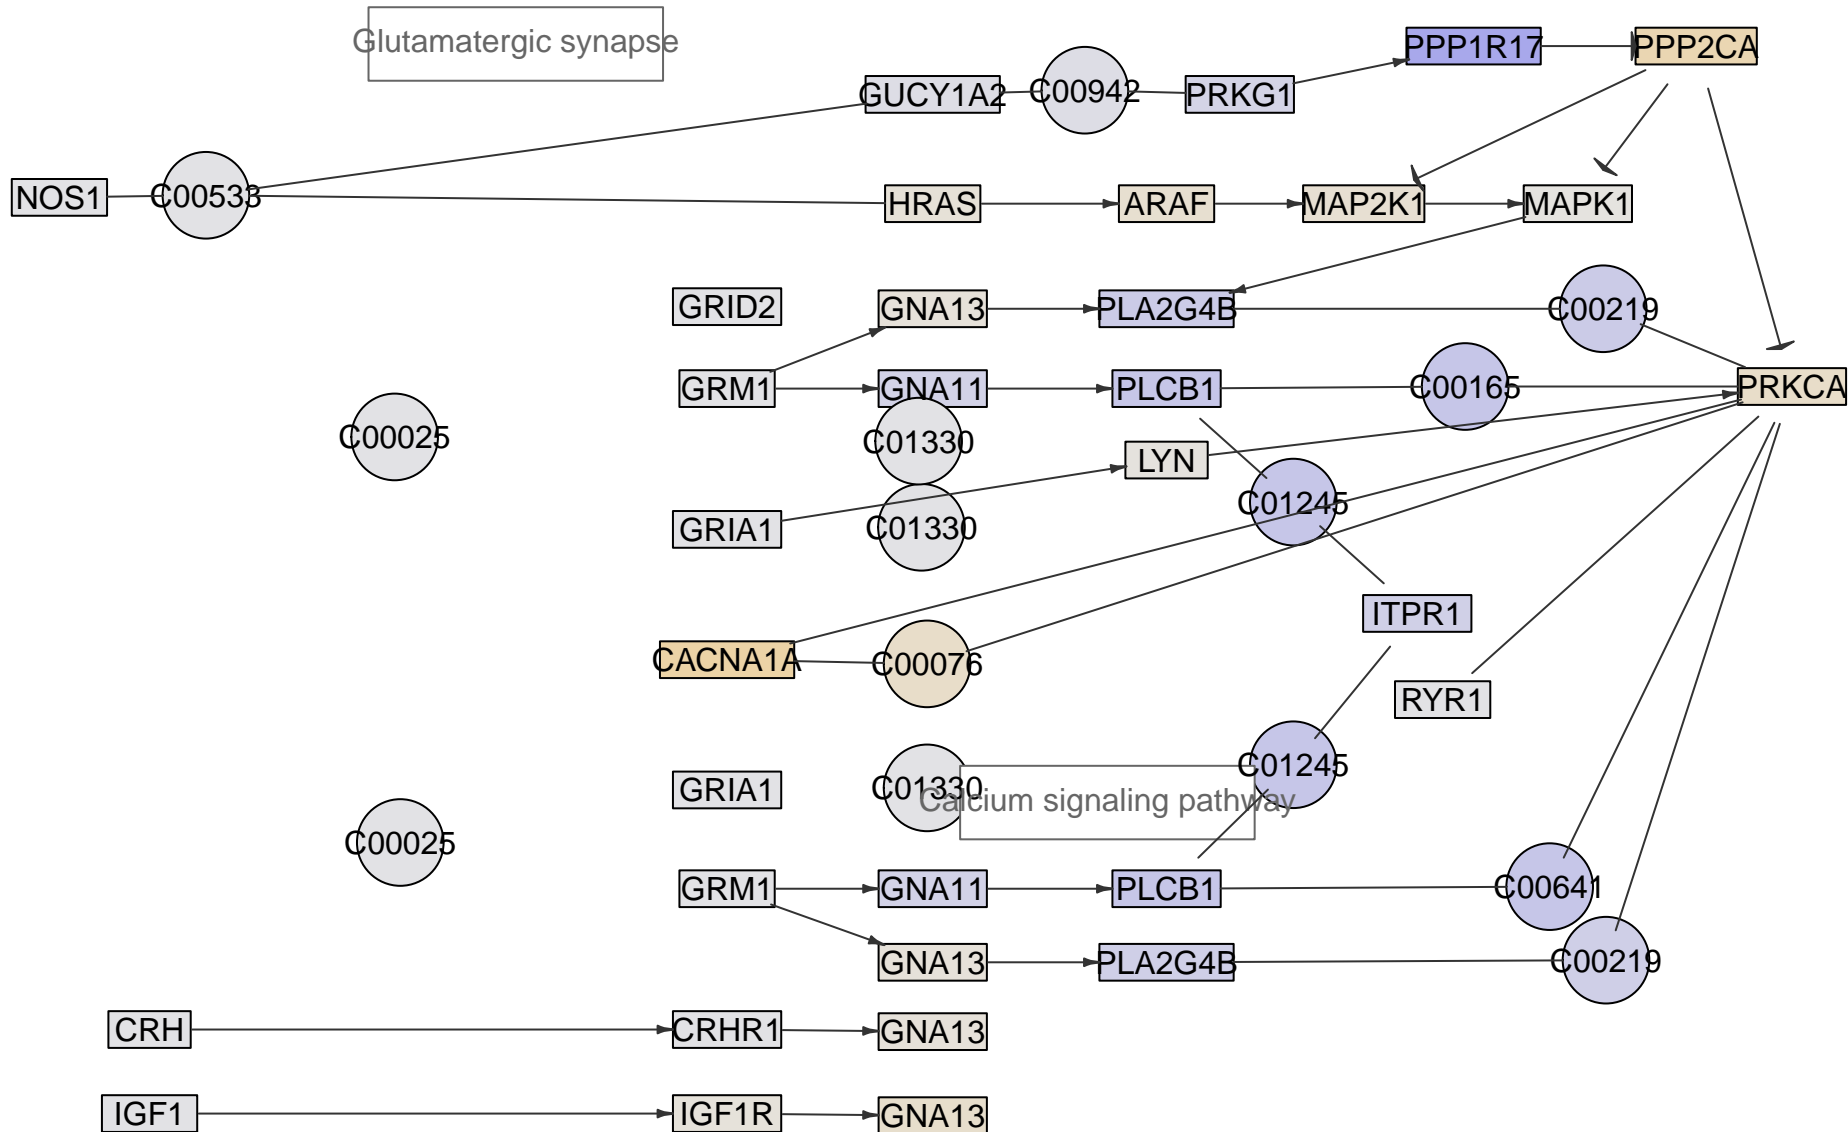 Glutamatergic synapse
PPP1R17
PPP2CA
GUCY1A2
C00942
PRKG1
NOS1
C00533
HRAS
ARAF
MAP2K1
MAPK1
GRID2
GNA13
PLA2G4B
C00219
GRM1
GNA11
PLCB1
C00165
PRKCA
C00025
C01330
LYN
C01245
GRIA1
C01330
ITPR1
CACNA1A
C00076
RYR1
C01245
GRIA1
C01330
Calcium signaling pathway
C00025
GRM1
GNA11
PLCB1
C00641
GNA13
PLA2G4B
C00219
CRH
CRHR1
GNA13
IGF1
IGF1R
GNA13